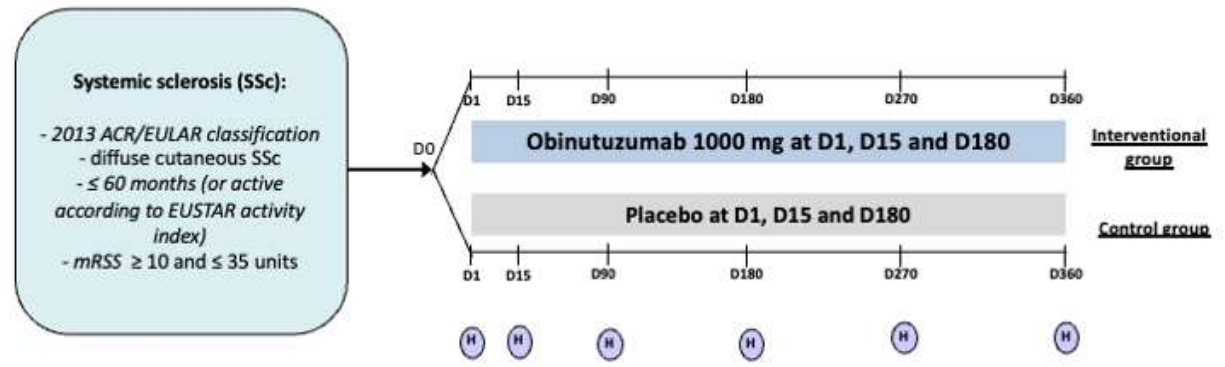 Systemic sclerosis (SSc):
- 2013 ACR/EULAR classification
- diffuse cutaneous SSc
- ≤ 60 months (or active
according to EUSTAR activity
index)
- mRSS ≥ 10 and ≤ 35 units
D0
D1 D15 D90 D180 D270 D360
Obinutuzumab 1000 mg at D1, D15 and D180
Interventional
group
Placebo at D1, D15 and D180
Control group
D1 D15 D90 D180 D270 D360
H H H H H H